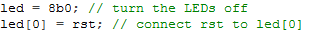 led = 8b0; // turn the LEDs off
led[0] = rst; // connect rst to led[0]